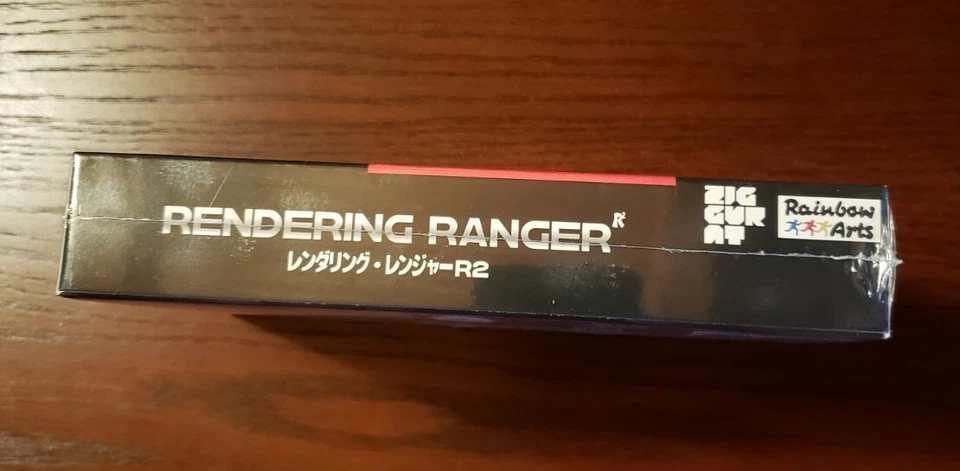 RENDERING RANGER R²
レンダリング・レンジャーR2
ZIG
GUR
AT
Rainbow
Arts